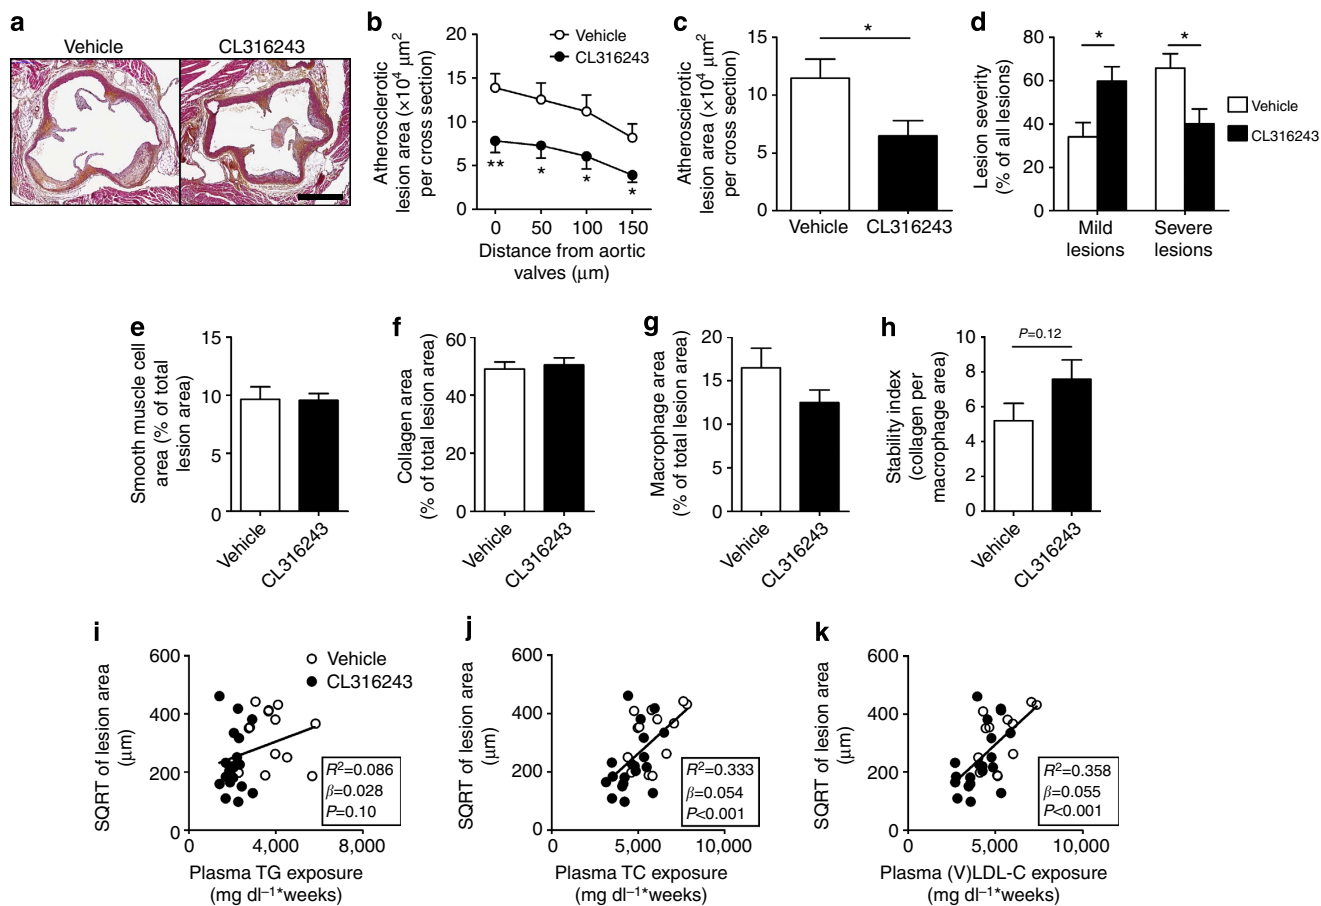 a
Vehicle
CL316243
b
Atherosclerotic
lesion area (×10⁴ μm²
per cross section)
20
15
10
5
0
Vehicle
CL316243
**
*
*
*
0
50
100
150
Distance from aortic
valves (μm)
c
Atherosclerotic
lesion area (×10⁴ μm²
per cross section)
15
10
5
0
*
Vehicle
CL316243
d
Lesion severity
(% of all lesions)
80
60
40
20
0
*
*
Mild
lesions
Severe
lesions
Vehicle
CL316243
e
Smooth muscle cell
area (% of total
lesion area)
15
10
5
0
Vehicle
CL316243
f
Collagen area
(% of total lesion area)
60
40
20
0
Vehicle
CL316243
g
Macrophage area
(% of total lesion area)
20
15
10
5
0
Vehicle
CL316243
h
Stability index
(collagen per
macrophage area)
10
8
6
4
2
0
P=0.12
Vehicle
CL316243
i
SQRT of lesion area
(μm)
600
400
200
0
Vehicle
CL316243
R²=0.086
β=0.028
P=0.10
0
4,000
8,000
Plasma TG exposure
(mg dl⁻¹*weeks)
j
SQRT of lesion area
(μm)
600
400
200
0
R²=0.333
β=0.054
P<0.001
0
5,000
10,000
Plasma TC exposure
(mg dl⁻¹*weeks)
k
SQRT of lesion area
(μm)
600
400
200
0
R²=0.358
β=0.055
P<0.001
0
5,000
10,000
Plasma (V)LDL-C exposure
(mg dl⁻¹*weeks)